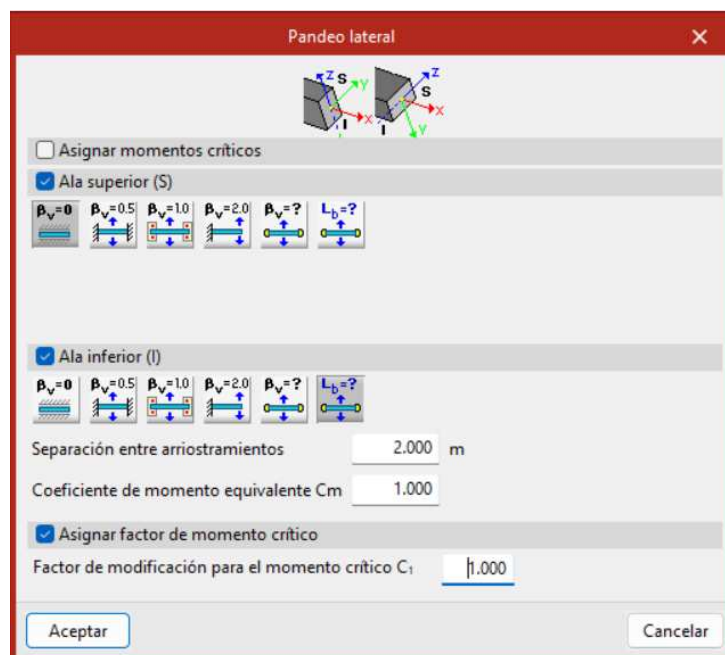 Pandeo lateral
Z S Y X I
Z S X I Y
Asignar momentos críticos
Ala superior (S)
βv=0 βv=0.5 βv=1.0 βv=2.0 βv=? Lb=?
Ala inferior (I)
βv=0 βv=0.5 βv=1.0 βv=2.0 βv=? Lb=?
Separación entre arriostramientos 2.000 m
Coeficiente de momento equivalente Cm 1.000
Asignar factor de momento crítico
Factor de modificación para el momento crítico C₁ 1.000
Aceptar Cancelar